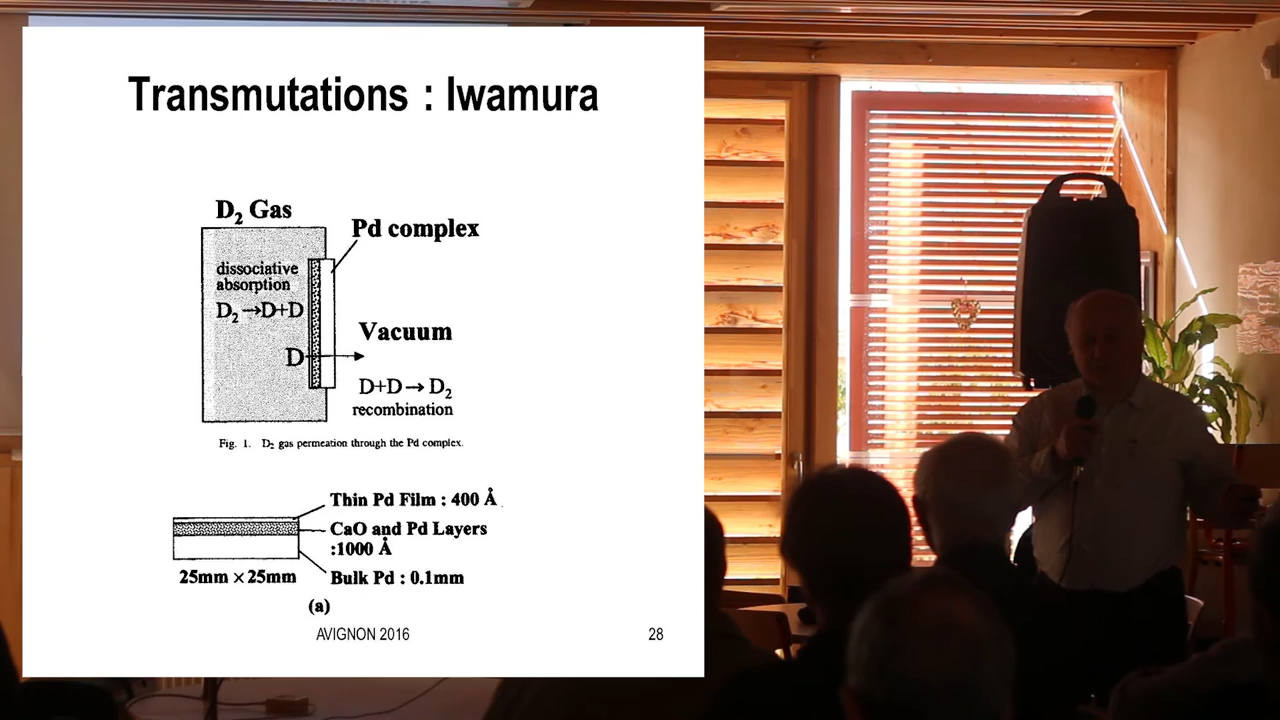 Transmutations : Iwamura
D2 Gas
Pd complex
dissociative
absorption
D2 →D+D
Vacuum
D
D+D → D2
recombination
Fig. 1. D2 gas permeation through the Pd complex.
Thin Pd Film : 400 Å
CaO and Pd Layers
:1000 Å
25mm × 25mm
Bulk Pd : 0.1mm
(a)
AVIGNON 2016
28